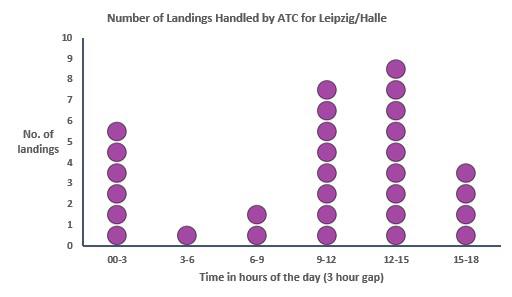 Number of Landings Handled by ATC for Leipzig/Halle
10
9
8
7
6
5
4
3
2
1
0
No. of
landings
00-3 3-6 6-9 9-12 12-15 15-18
Time in hours of the day (3 hour gap)